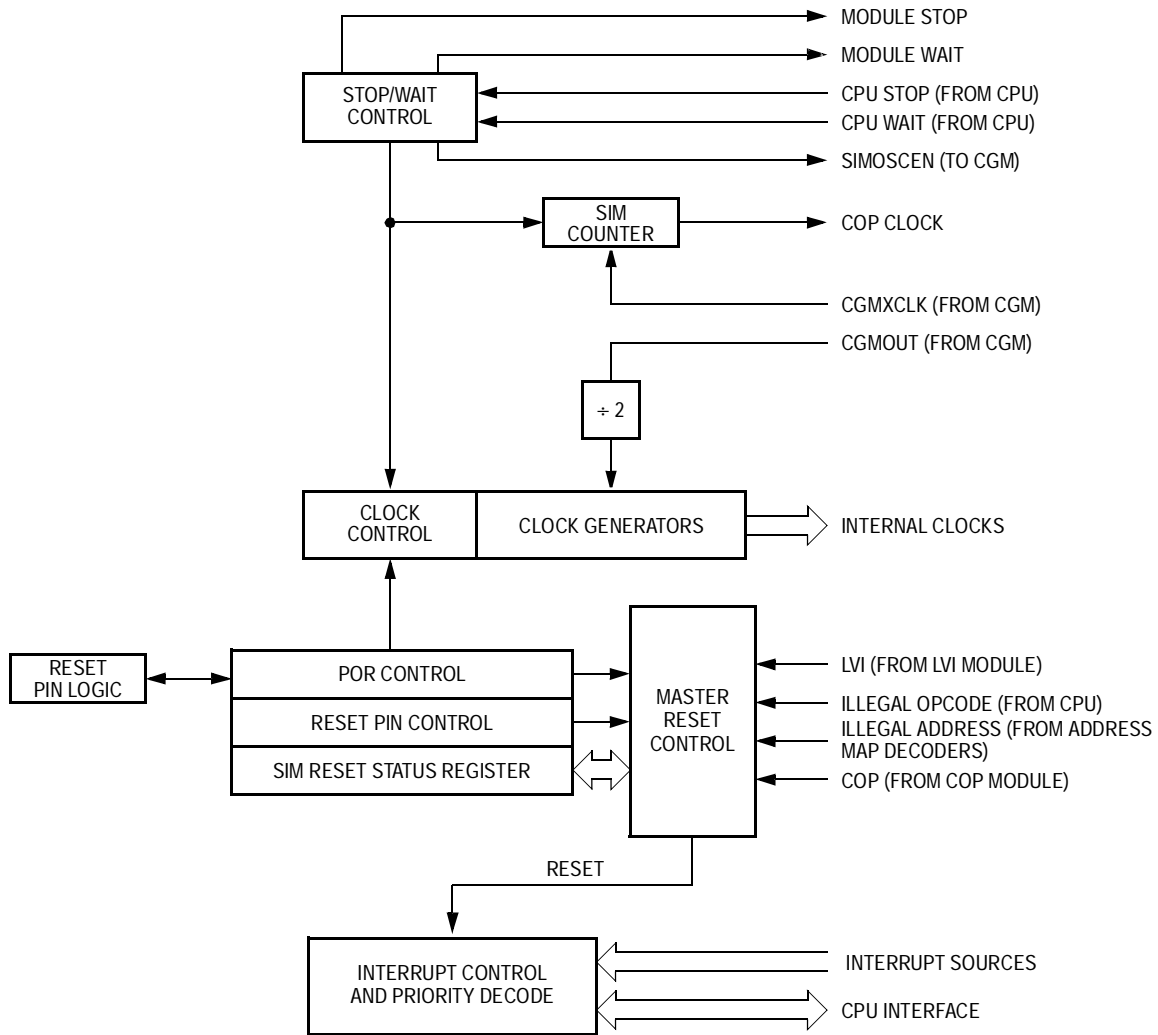 MODULE STOP
MODULE WAIT
STOP/WAIT
CONTROL
CPU STOP (FROM CPU)
CPU WAIT (FROM CPU)
SIMOSCEN (TO CGM)
SIM
COUNTER
COP CLOCK
CGMXCLK (FROM CGM)
CGMOUT (FROM CGM)
÷ 2
CLOCK
CONTROL
CLOCK GENERATORS
INTERNAL CLOCKS
RESET
PIN LOGIC
POR CONTROL
RESET PIN CONTROL
SIM RESET STATUS REGISTER
MASTER
RESET
CONTROL
LVI (FROM LVI MODULE)
ILLEGAL OPCODE (FROM CPU)
ILLEGAL ADDRESS (FROM ADDRESS
MAP DECODERS)
COP (FROM COP MODULE)
RESET
INTERRUPT CONTROL
AND PRIORITY DECODE
INTERRUPT SOURCES
CPU INTERFACE